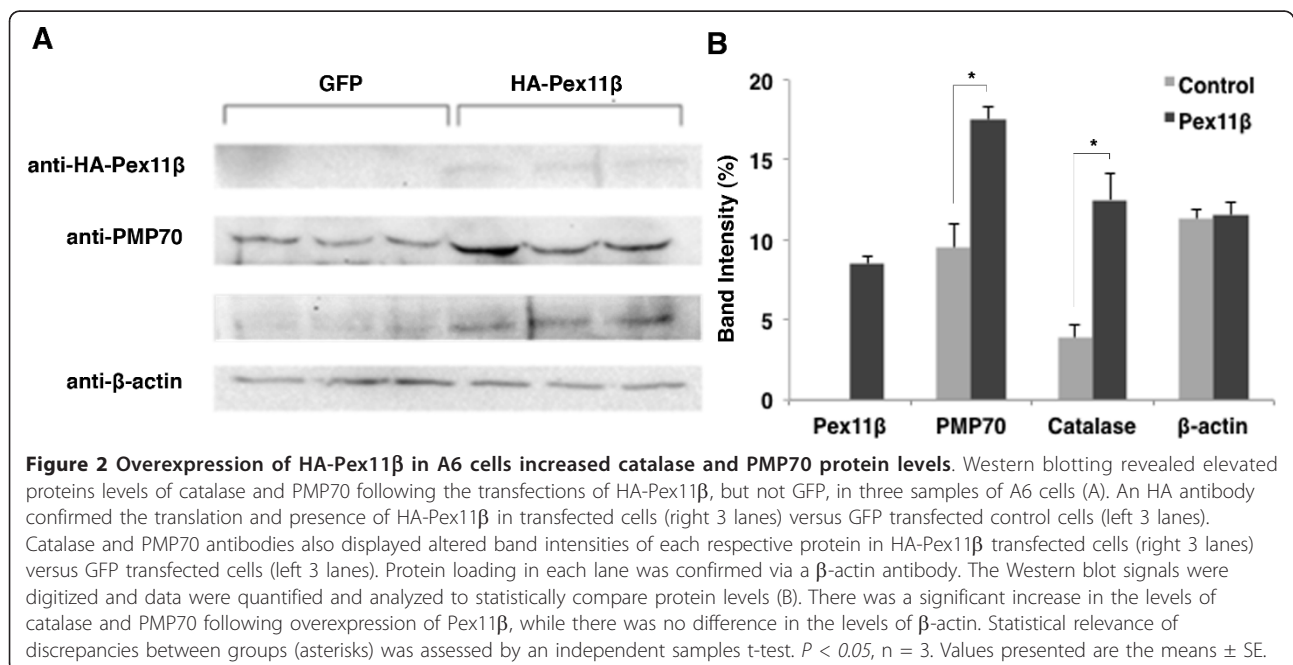 A
GFP HA-Pex11β
anti-HA-Pex11β
anti-PMP70
anti-β-actin
B
Band Intensity (%)
20
15
10
5
0
*
*
Control
Pex11β
Pex11β PMP70 Catalase β-actin
Figure 2 Overexpression of HA-Pex11β in A6 cells increased catalase and PMP70 protein levels. Western blotting revealed elevated
proteins levels of catalase and PMP70 following the transfections of HA-Pex11β, but not GFP, in three samples of A6 cells (A). An HA antibody
confirmed the translation and presence of HA-Pex11β in transfected cells (right 3 lanes) versus GFP transfected control cells (left 3 lanes).
Catalase and PMP70 antibodies also displayed altered band intensities of each respective protein in HA-Pex11β transfected cells (right 3 lanes)
versus GFP transfected cells (left 3 lanes). Protein loading in each lane was confirmed via a β-actin antibody. The Western blot signals were
digitized and data were quantified and analyzed to statistically compare protein levels (B). There was a significant increase in the levels of
catalase and PMP70 following overexpression of Pex11β, while there was no difference in the levels of β-actin. Statistical relevance of
discrepancies between groups (asterisks) was assessed by an independent samples t-test. P < 0.05, n = 3. Values presented are the means ± SE.